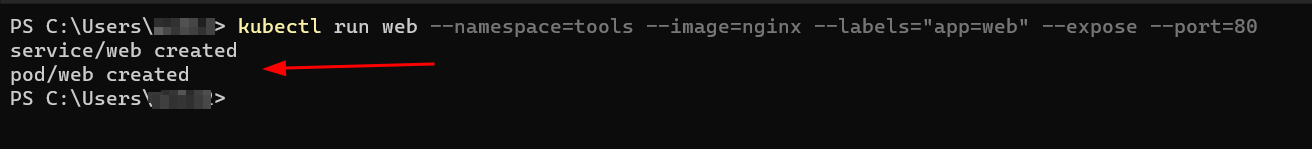 PS C:\Users\> kubectl run web --namespace=tools --image=nginx --labels="app=web" --expose --port=80
service/web created
pod/web created
PS C:\Users\>